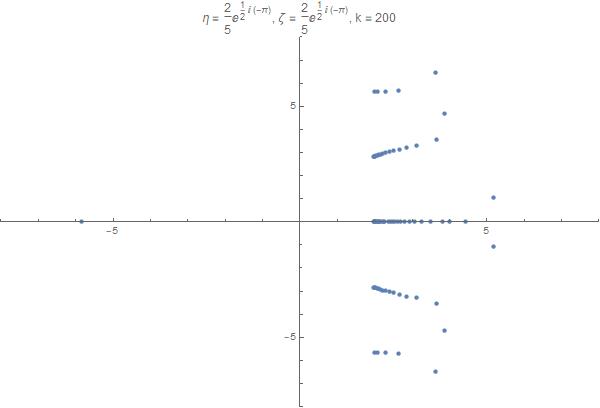 η = 2/5 e^(1/2 i (−π)), ζ = 2/5 e^(1/2 i (−π)), k = 200
5
−5
5
−5